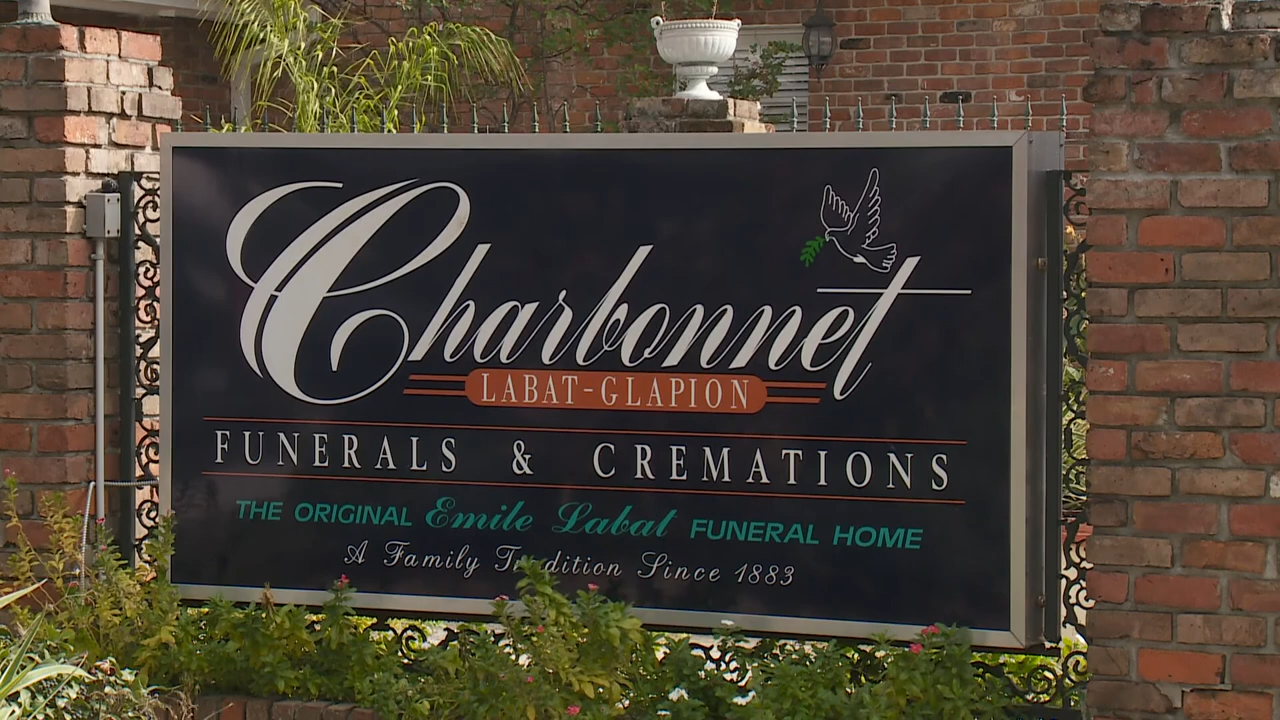 Charbonnet
LABAT-GLAPION
FUNERALS & CREMATIONS
THE ORIGINAL Emile Labat FUNERAL HOME
A Family Tradition Since 1883